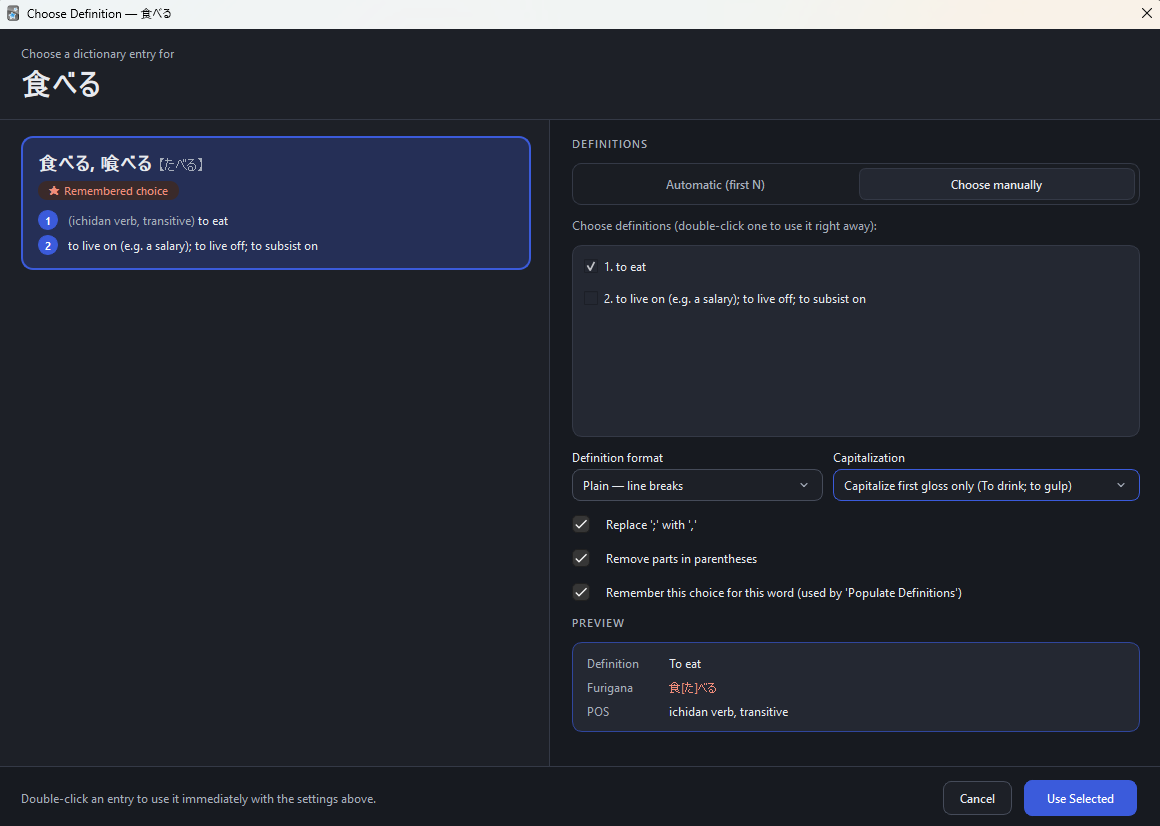 Choose Definition — 食べる
Choose a dictionary entry for
食べる
食べる, 喰べる【たべる】
Remembered choice
1 (ichidan verb, transitive) to eat
2 to live on (e.g. a salary); to live off; to subsist on
DEFINITIONS
Automatic (first N)
Choose manually
Choose definitions (double-click one to use it right away):
1. to eat
2. to live on (e.g. a salary); to live off; to subsist on
Definition format
Capitalization
Plain — line breaks
Capitalize first gloss only (To drink; to gulp)
Replace ';' with ','
Remove parts in parentheses
Remember this choice for this word (used by 'Populate Definitions')
PREVIEW
Definition To eat
Furigana 食[た]べる
POS ichidan verb, transitive
Double-click an entry to use it immediately with the settings above.
Cancel
Use Selected